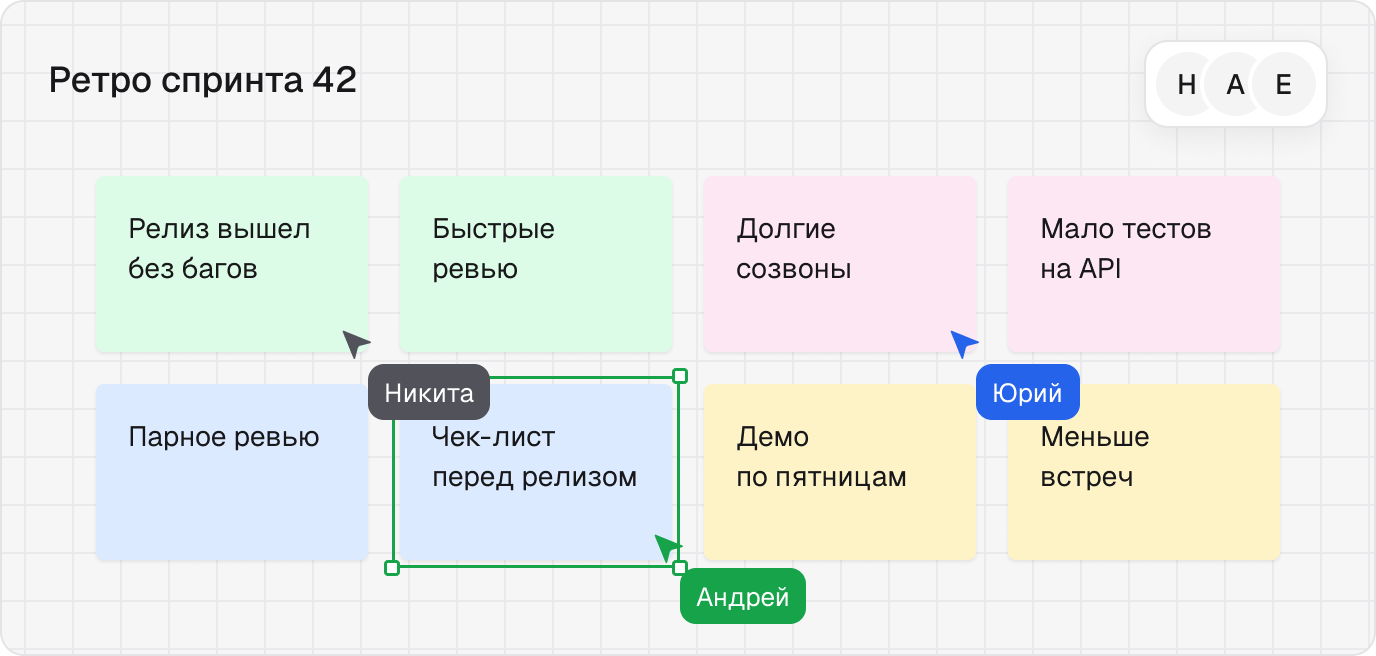 Ретро спринта 42
Н А Е
Релиз вышел
без багов
Быстрые
ревью
Долгие
созвоны
Мало тестов
на API
Никита
Юрий
Парное ревью
Чек-лист
перед релизом
Демо
по пятницам
Меньше
встреч
Андрей